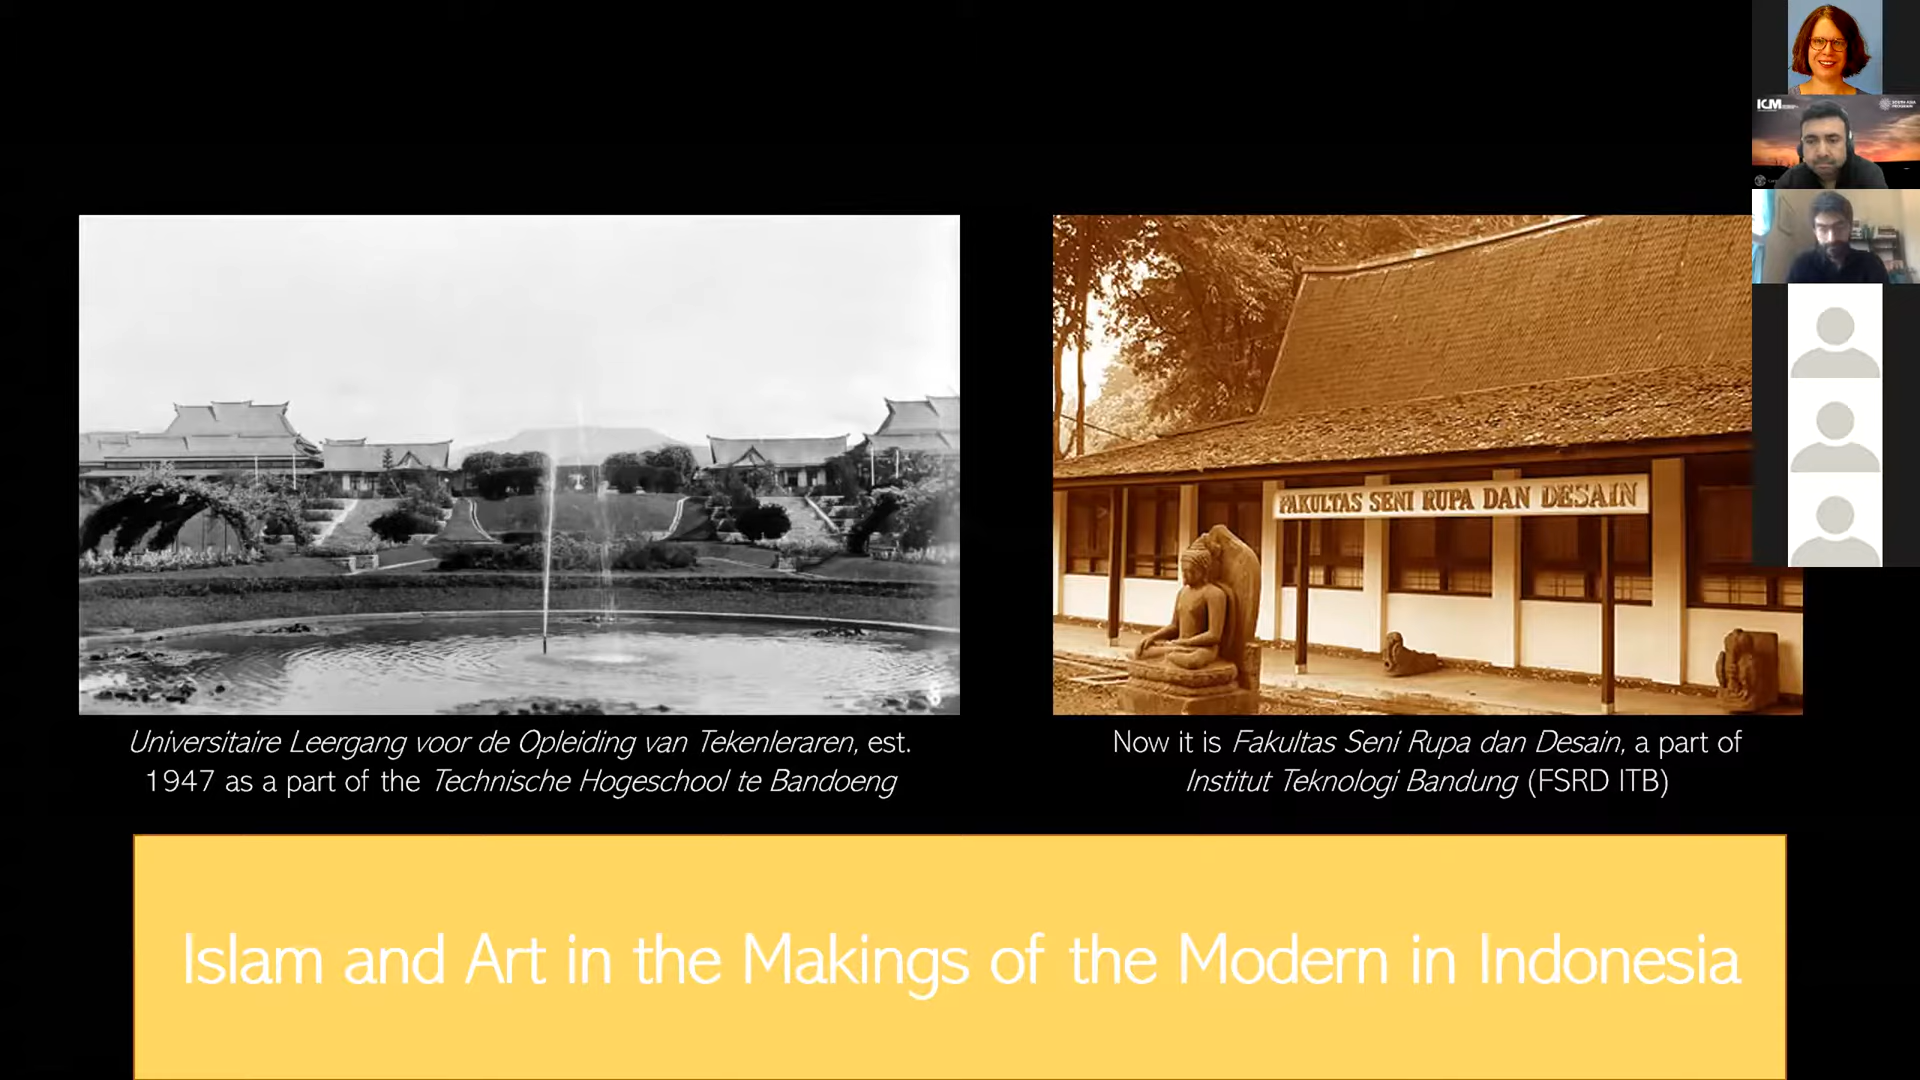 ICM
FAKULTAS SENI RUPA DAN DESAIN
Universitaire Leergang voor de Opleiding van Tekenleraren, est.
1947 as a part of the Technische Hogeschool te Bandoeng
Now it is Fakultas Seni Rupa dan Desain, a part of
Institut Teknologi Bandung (FSRD ITB)
Islam and Art in the Makings of the Modern in Indonesia